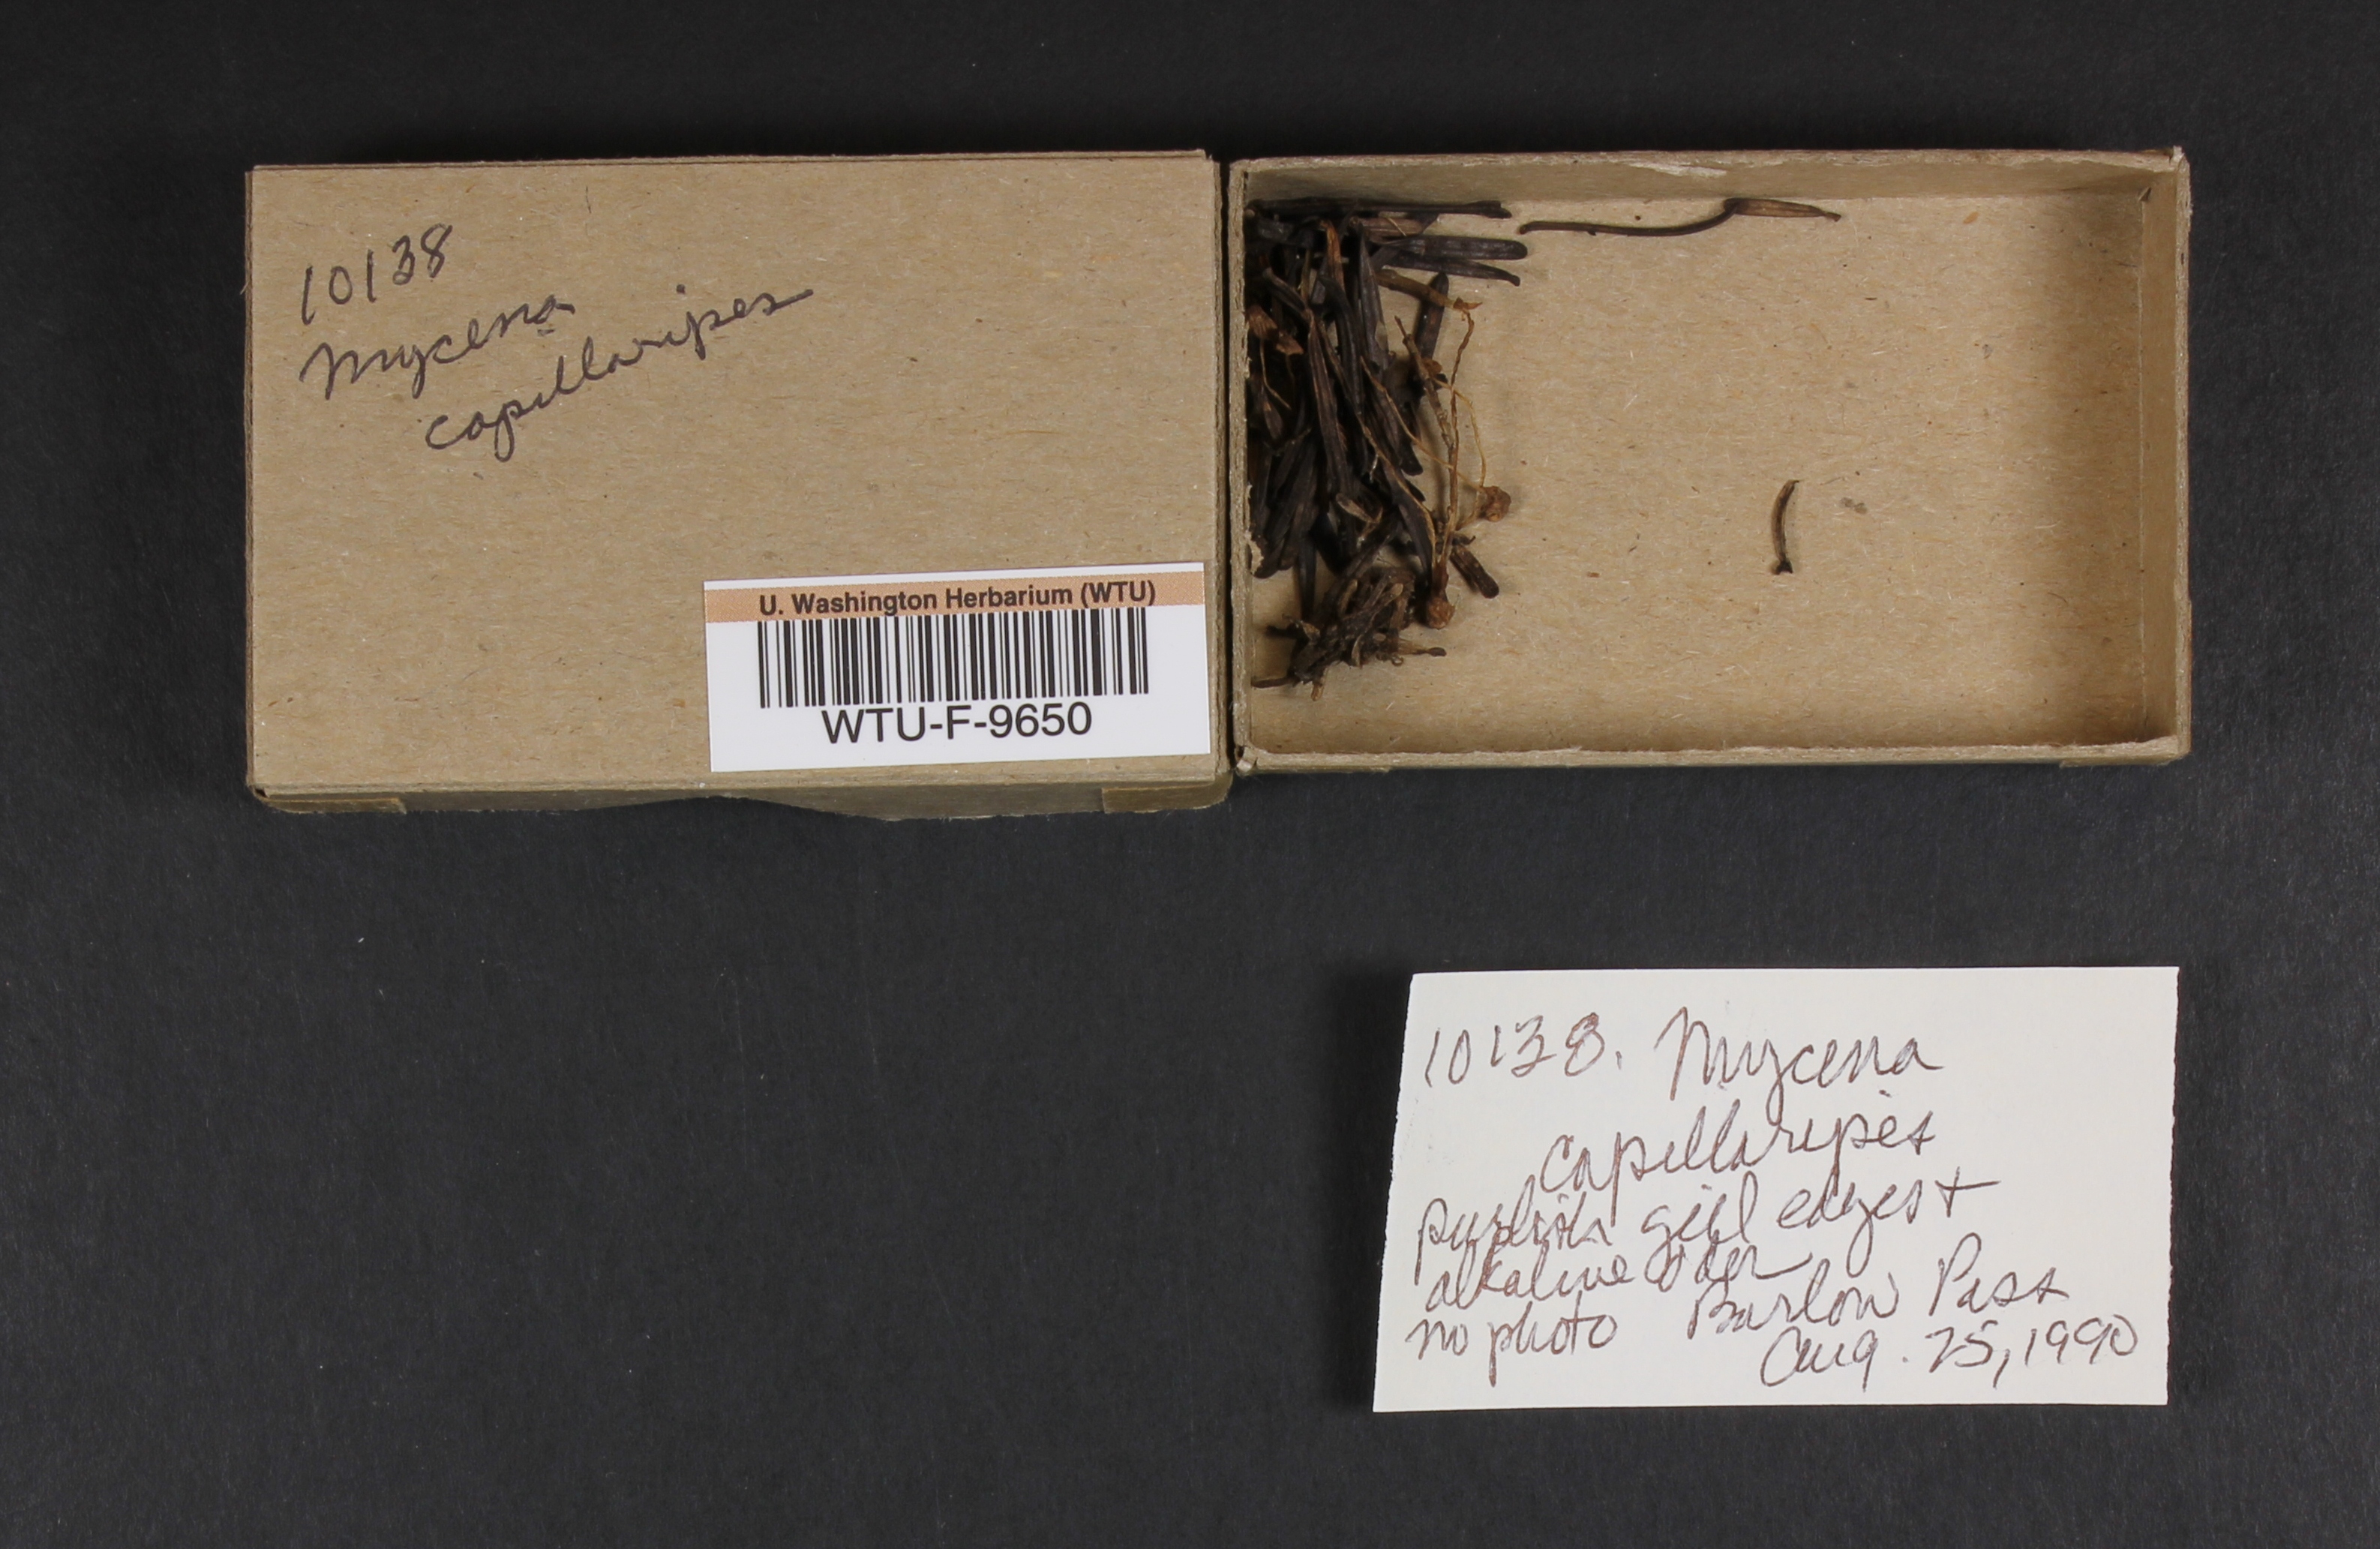 10138
Mycena
capillaripes
U. Washington Herbarium (WTU)
WTU-F-9650
10138. Mycena
capillaripes
purplish gill edges +
alkaline odor
no photo Barlow Pass
Aug. 25, 1990